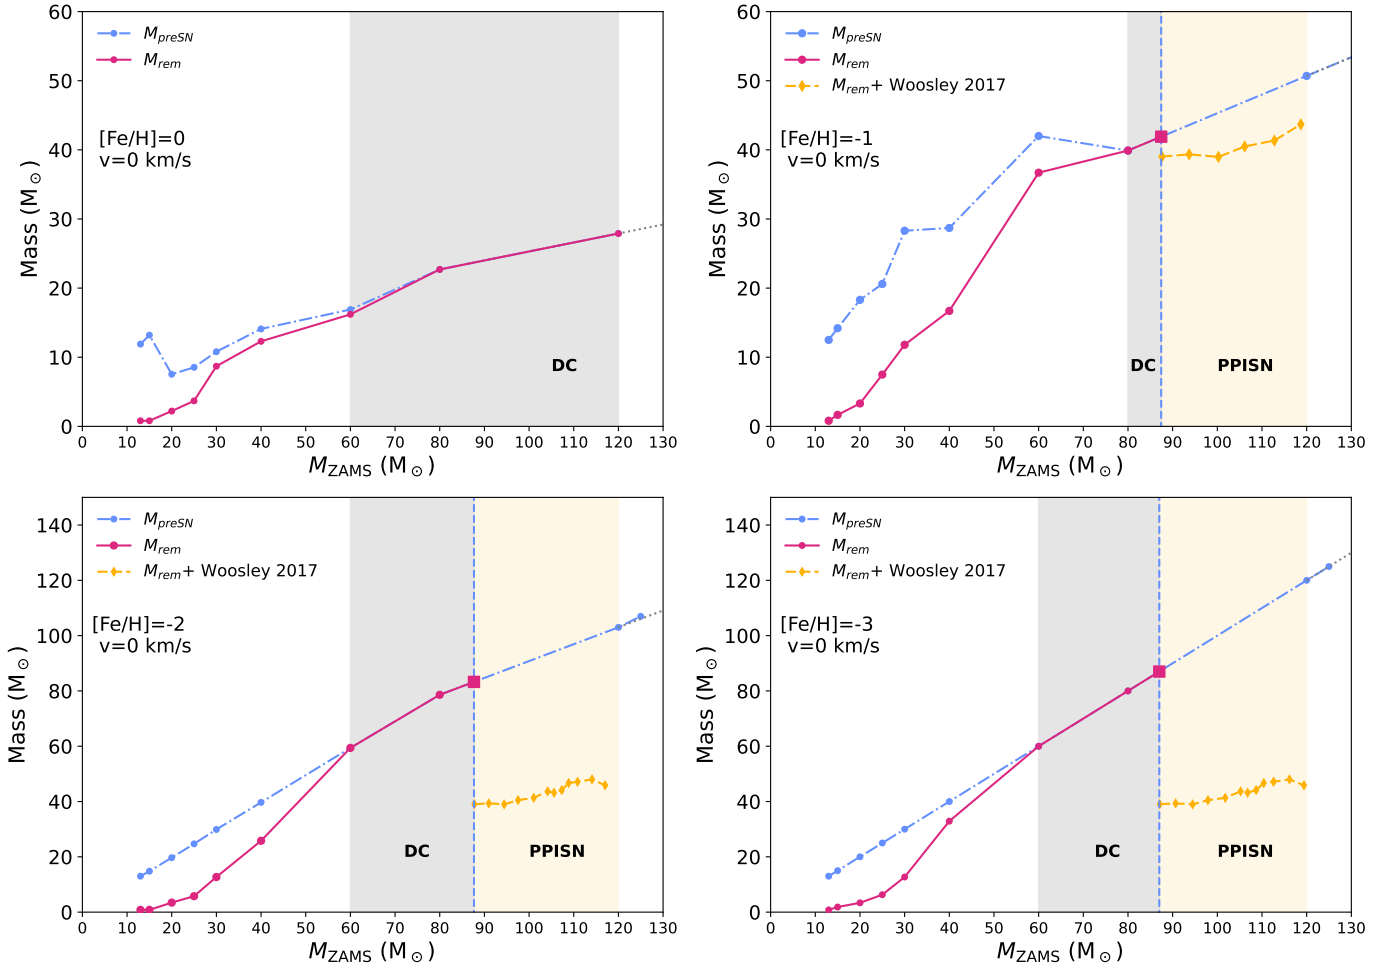 60
50
40
30
20
10
0
Mass (M⊙)
M_preSN
M_rem
[Fe/H]=0
v=0 km/s
DC
0 10 20 30 40 50 60 70 80 90 100 110 120 130
M_ZAMS (M⊙)
60
50
40
30
20
10
0
Mass (M⊙)
M_preSN
M_rem
M_rem+ Woosley 2017
[Fe/H]=-1
v=0 km/s
DC PPISN
0 10 20 30 40 50 60 70 80 90 100 110 120 130
M_ZAMS (M⊙)
140
120
100
80
60
40
20
0
Mass (M⊙)
M_preSN
M_rem
M_rem+ Woosley 2017
[Fe/H]=-2
v=0 km/s
DC PPISN
0 10 20 30 40 50 60 70 80 90 100 110 120 130
M_ZAMS (M⊙)
140
120
100
80
60
40
20
0
Mass (M⊙)
M_preSN
M_rem
M_rem+ Woosley 2017
[Fe/H]=-3
v=0 km/s
DC PPISN
0 10 20 30 40 50 60 70 80 90 100 110 120 130
M_ZAMS (M⊙)